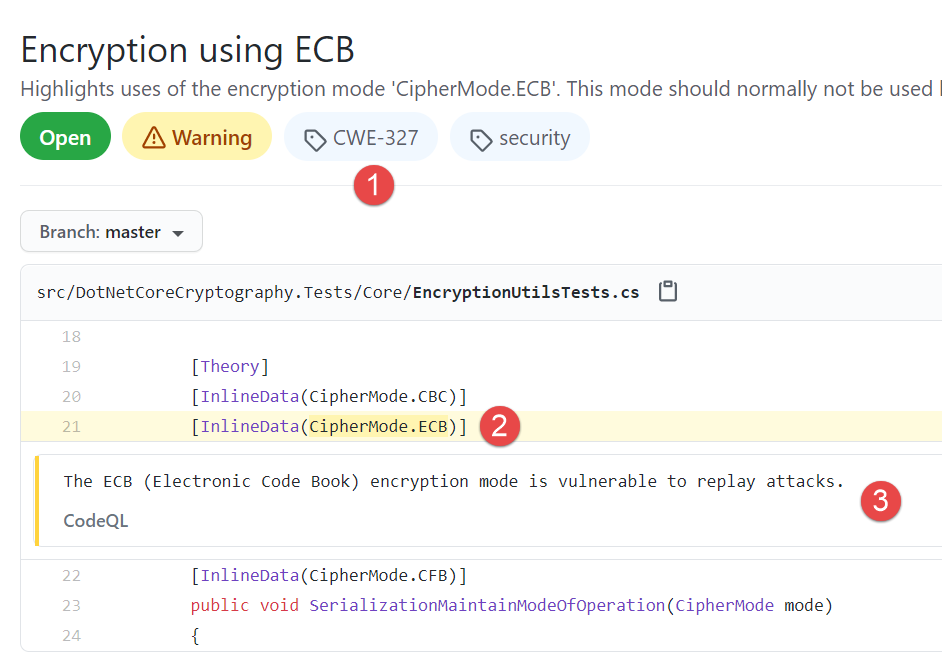 Encryption using ECB
Highlights uses of the encryption mode 'CipherMode.ECB'. This mode should normally not be used
Open Warning CWE-327 security
1
Branch: master
src/DotNetCoreCryptography.Tests/Core/EncryptionUtilsTests.cs
18
19 [Theory]
20 [InlineData(CipherMode.CBC)]
21 [InlineData(CipherMode.ECB)] 2
The ECB (Electronic Code Book) encryption mode is vulnerable to replay attacks.
3
CodeQL
22 [InlineData(CipherMode.CFB)]
23 public void SerializationMaintainModeOfOperation(CipherMode mode)
24 {